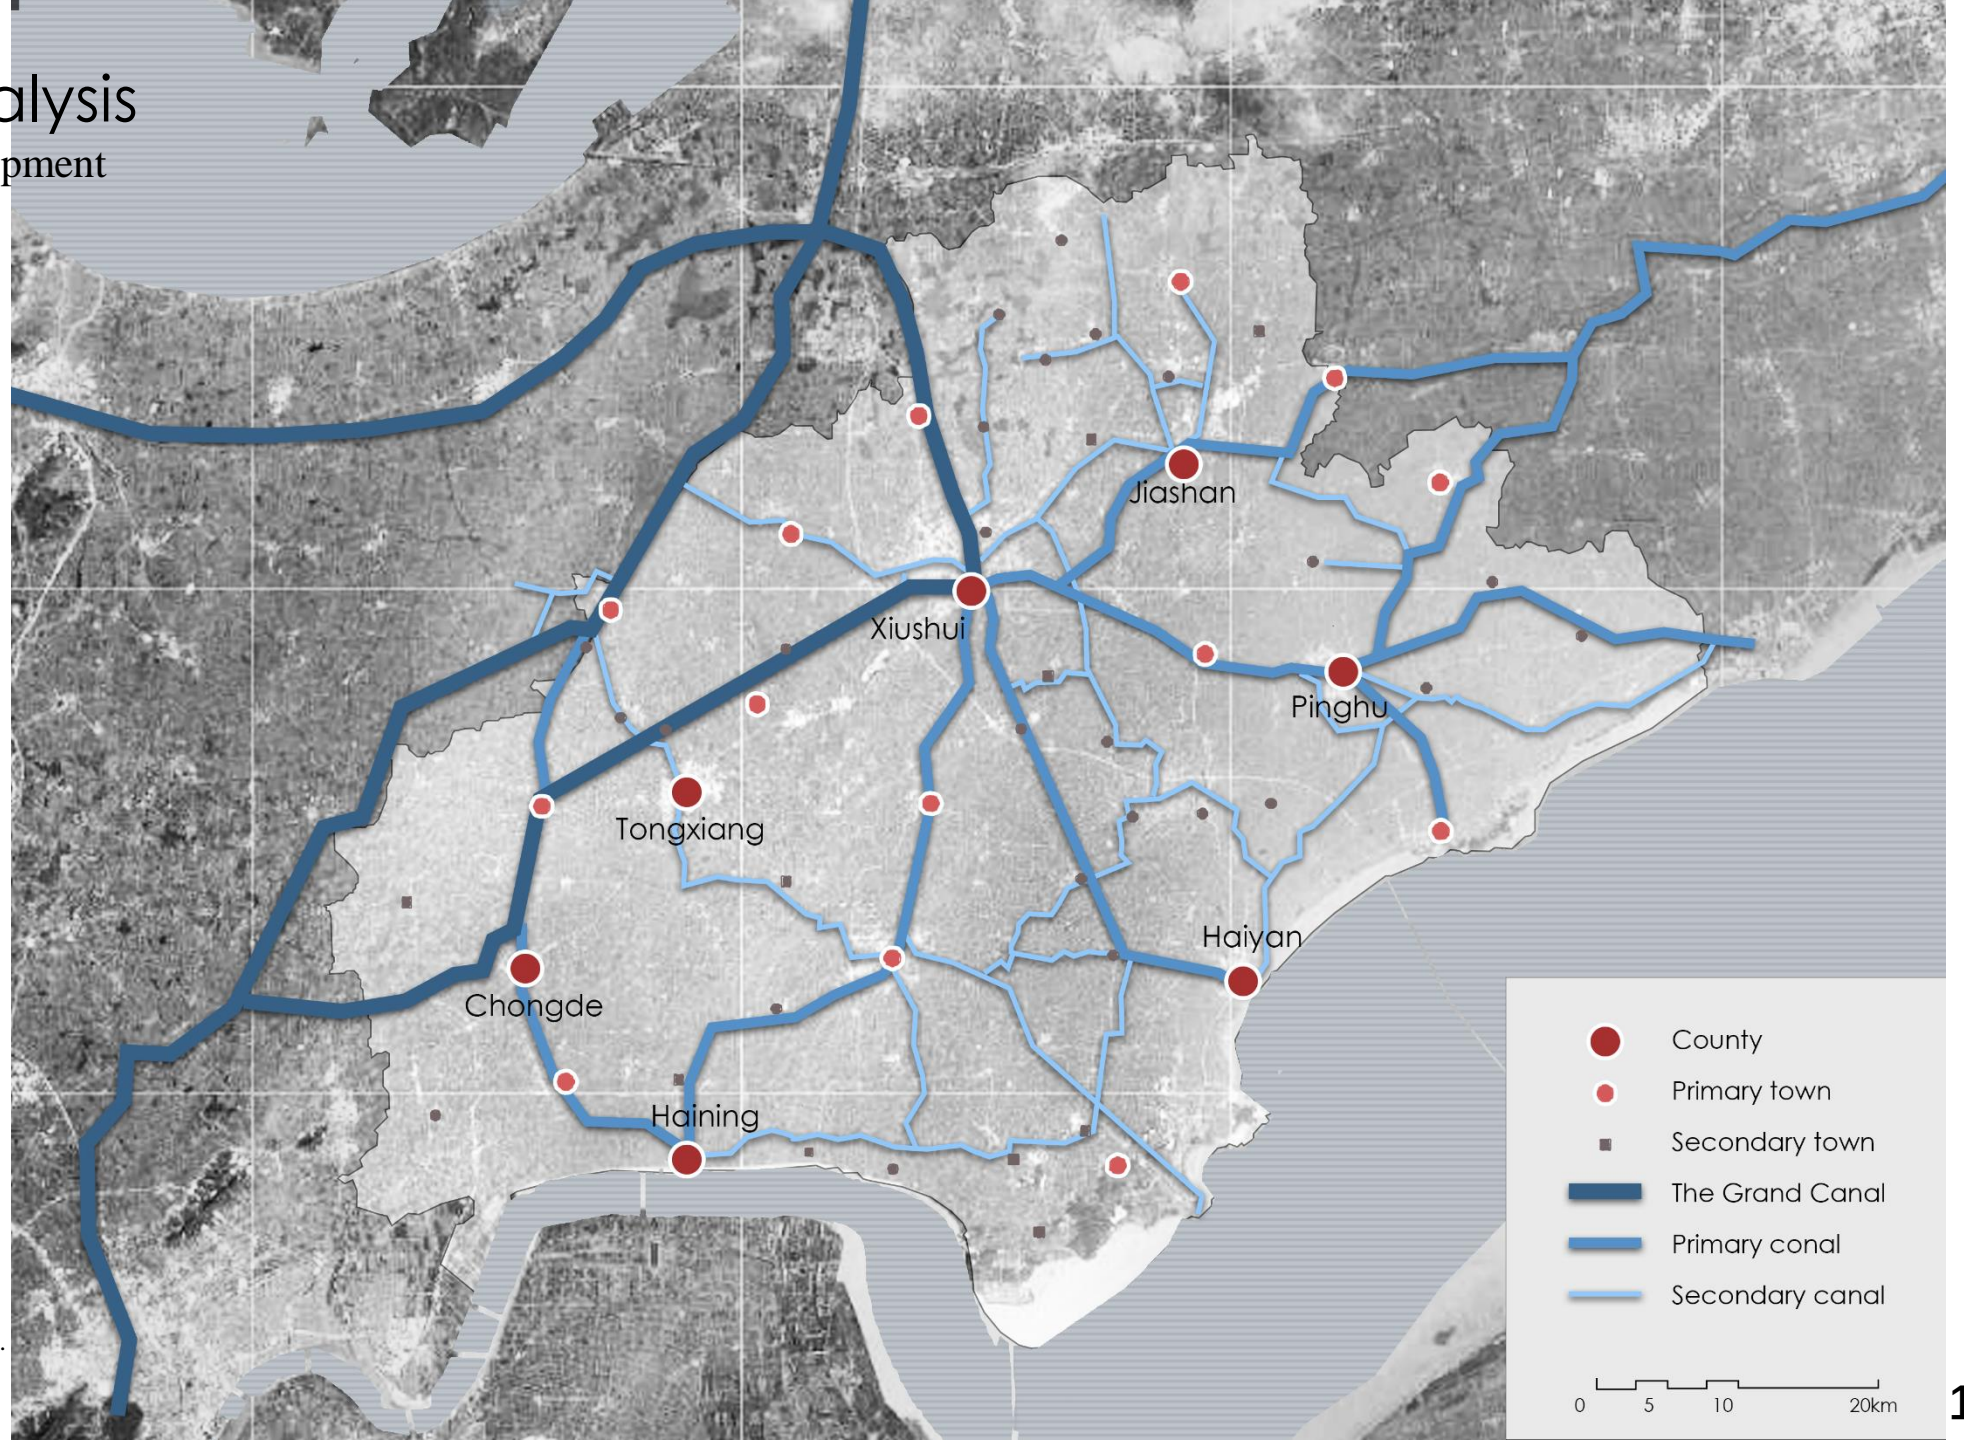 alysis
pment
Jiashan
Xiushui
Pinghu
Tongxiang
Haiyan
Chongde
Haining
County
Primary town
Secondary town
The Grand Canal
Primary conal
Secondary canal
0 5 10 20km
1
.